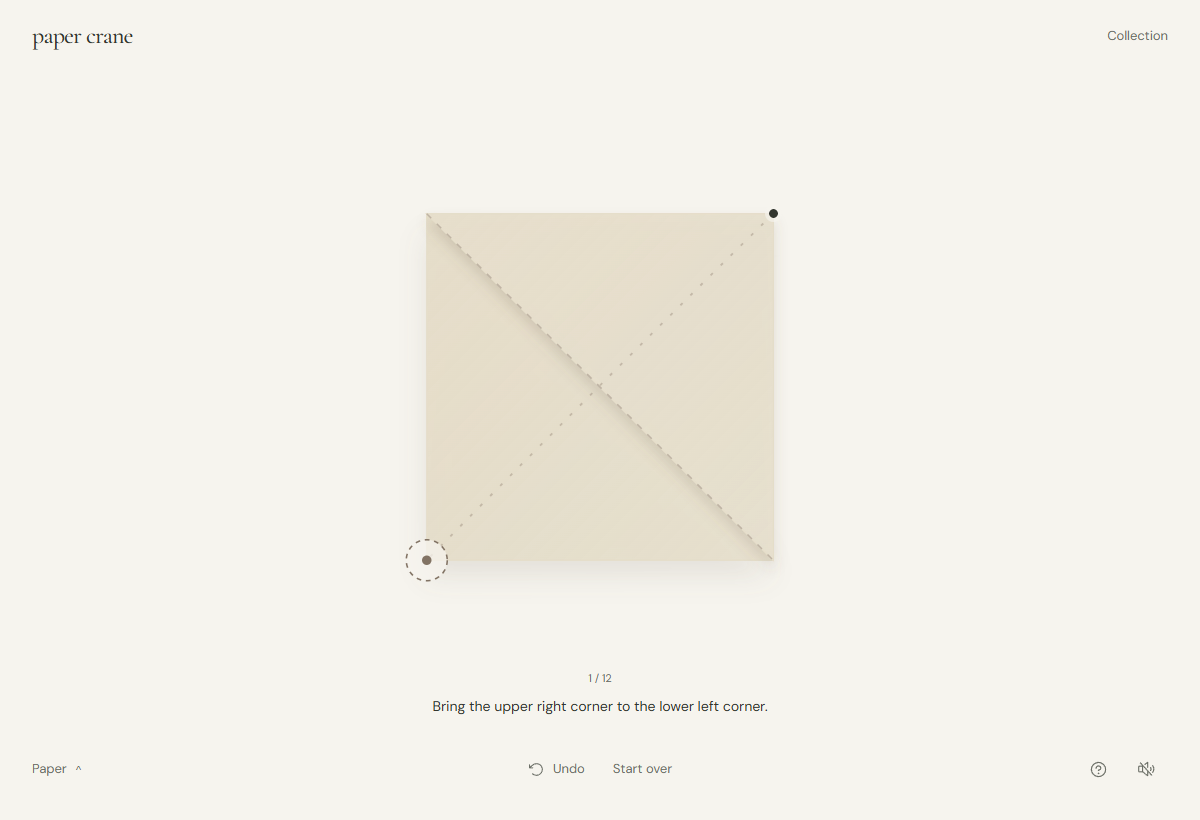 paper crane
Collection
1 / 12
Bring the upper right corner to the lower left corner.
Paper ^
Undo
Start over